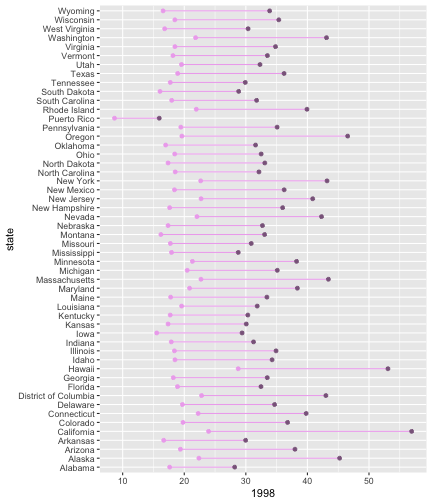 Wyoming
Wisconsin
West Virginia
Washington
Virginia
Vermont
Utah
Texas
Tennessee
South Dakota
South Carolina
Rhode Island
Puerto Rico
Pennsylvania
Oregon
Oklahoma
Ohio
North Dakota
North Carolina
New York
New Mexico
New Jersey
New Hampshire
Nevada
Nebraska
Montana
Missouri
Mississippi
Minnesota
Michigan
Massachusetts
Maryland
Maine
Louisiana
Kentucky
Kansas
Iowa
Indiana
Illinois
Idaho
Hawaii
Georgia
Florida
District of Columbia
Delaware
Connecticut
Colorado
California
Arkansas
Arizona
Alaska
Alabama
state
10 20 30 40 50
1998